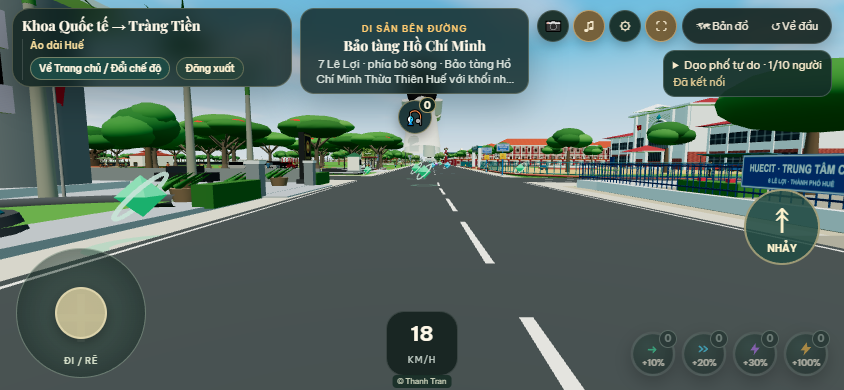 Khoa Quốc tế → Tràng Tiền
Áo dài Huế
Về Trang chủ / Đổi chế độ
Đăng xuất
DI SẢN BÊN ĐƯỜNG
Bảo tàng Hồ Chí Minh
7 Lê Lợi · phía bờ sông · Bảo tàng Hồ
Chí Minh Thừa Thiên Huế với khối nh...
🗺 Bản đồ
↺ Về đầu
▸ Dạo phố tự do · 1/10 người
Đã kết nối
0
HUECIT - TRUNG TÂM C
6 LÊ LỢI - THÀNH PHỐ HUẾ
NHẢY
ĐI / RẼ
18
KM/H
© Thanh Tran
0
+10%
0
+20%
0
+30%
0
+100%